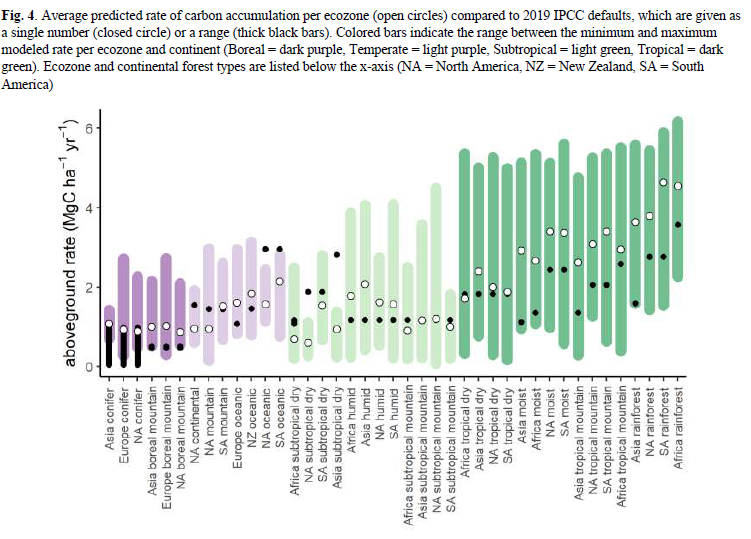 Fig. 4. Average predicted rate of carbon accumulation per ecozone (open circles) compared to 2019 IPCC defaults, which are given as
a single number (closed circle) or a range (thick black bars). Colored bars indicate the range between the minimum and maximum
modeled rate per ecozone and continent (Boreal = dark purple, Temperate = light purple, Subtropical = light green, Tropical = dark
green). Ecozone and continental forest types are listed below the x-axis (NA = North America, NZ = New Zealand, SA = South
America)
aboveground rate (MgC ha⁻¹ yr⁻¹)
6
4
2
0
Asia conifer
Europe conifer
NA conifer
Asia boreal mountain
Europe boreal mountain
NA boreal mountain
NA continental
NA mountain
SA mountain
Europe oceanic
NZ oceanic
NA oceanic
SA oceanic
Africa subtropical dry
NA subtropical dry
SA subtropical dry
Asia subtropical dry
Africa humid
Asia humid
NA humid
SA humid
Africa subtropical mountain
Asia subtropical mountain
NA subtropical mountain
SA subtropical mountain
Africa tropical dry
Asia tropical dry
NA tropical dry
SA tropical dry
Asia moist
Africa moist
NA moist
SA moist
Asia tropical mountain
NA tropical mountain
SA tropical mountain
Africa tropical mountain
Asia rainforest
NA rainforest
SA rainforest
Africa rainforest